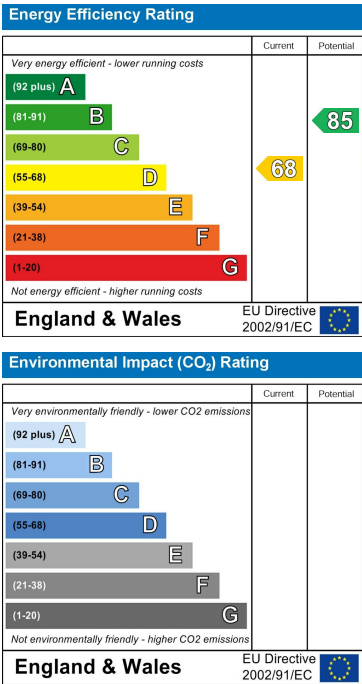 Energy Efficiency Rating
Current Potential
Very energy efficient - lower running costs
(92 plus) A
(81-91) B
(69-80) C
(55-68) D
(39-54) E
(21-38) F
(1-20) G
85
68
Not energy efficient - higher running costs
England & Wales
EU Directive
2002/91/EC
Environmental Impact (CO₂) Rating
Current Potential
Very environmentally friendly - lower CO2 emissions
(92 plus) A
(81-91) B
(69-80) C
(55-68) D
(39-54) E
(21-38) F
(1-20) G
Not environmentally friendly - higher CO2 emissions
England & Wales
EU Directive
2002/91/EC